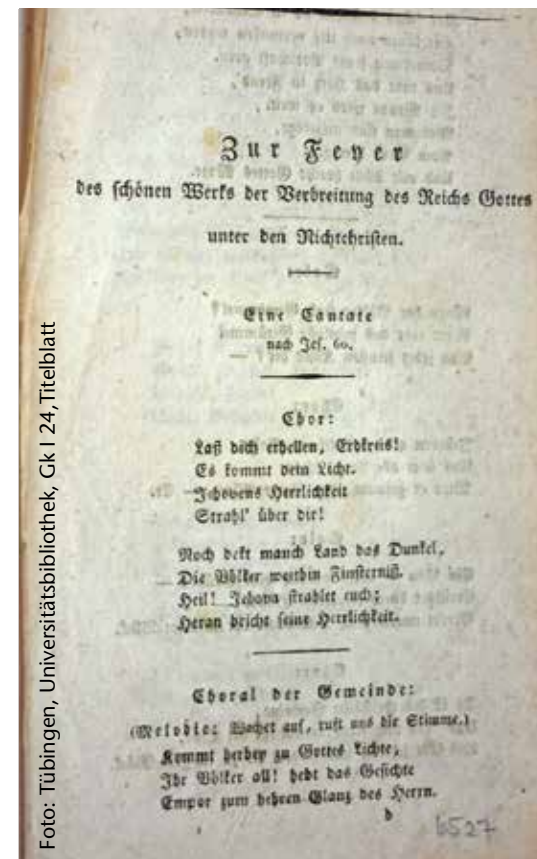 Zur Feyer
des schönen Werks der Verbreitung des Reichs Gottes
unter den Nichtchristen.
Eine Cantate
nach Jes. 60.
Chor:
Laß dich erhellen, Erdkreis!
Es kommt dein Licht.
Jehovens Herrlichkeit
Strahl' über dir!
Noch dekt manch Land das Dunkel,
Die Völker weithin Finsterniß.
Heil! Jehova strahlet euch;
Heran bricht seine Herrlichkeit.
Choral der Gemeinde:
(Melodie: Wachet auf, ruft uns die Stimme.)
Kommt herbey zu Gottes Lichte,
Ihr Völker all! hebt das Gesichte
Empor zum hehren Glanz des Herrn.
6527
Foto: Tübingen, Universitätsbibliothek, Gk I 24, Titelblatt